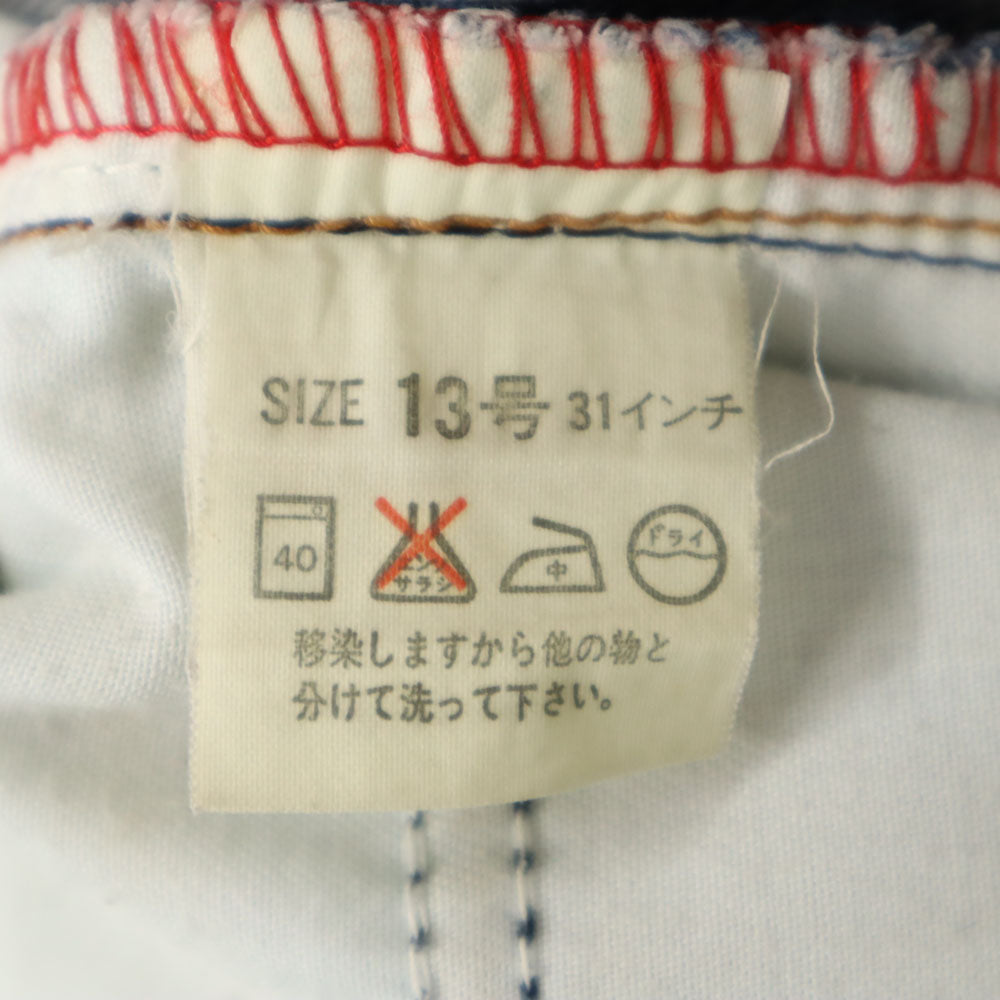 SIZE 13号 31インチ
40 エンソ サラシ 中 ドライ
移染しますから他の物と
分けて洗って下さい。